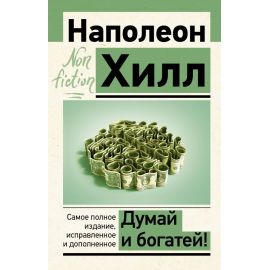 Наполеон
Non
fiction
Хилл
Самое полное
издание,
исправленное
и дополненное
Думай
и богатей!